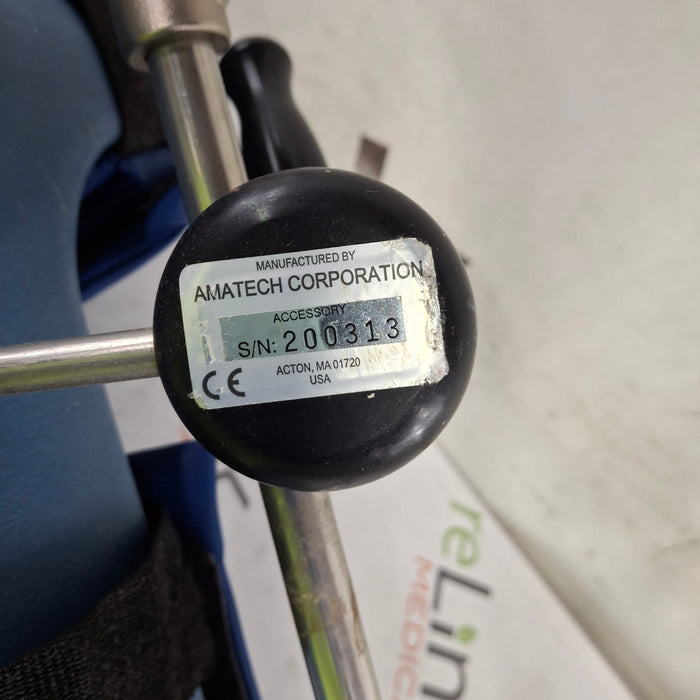 MANUFACTURED BY
AMATECH CORPORATION
ACCESSORY
S/N: 200313
ACTON, MA 01720
USA
CE
reLin
MEDIC